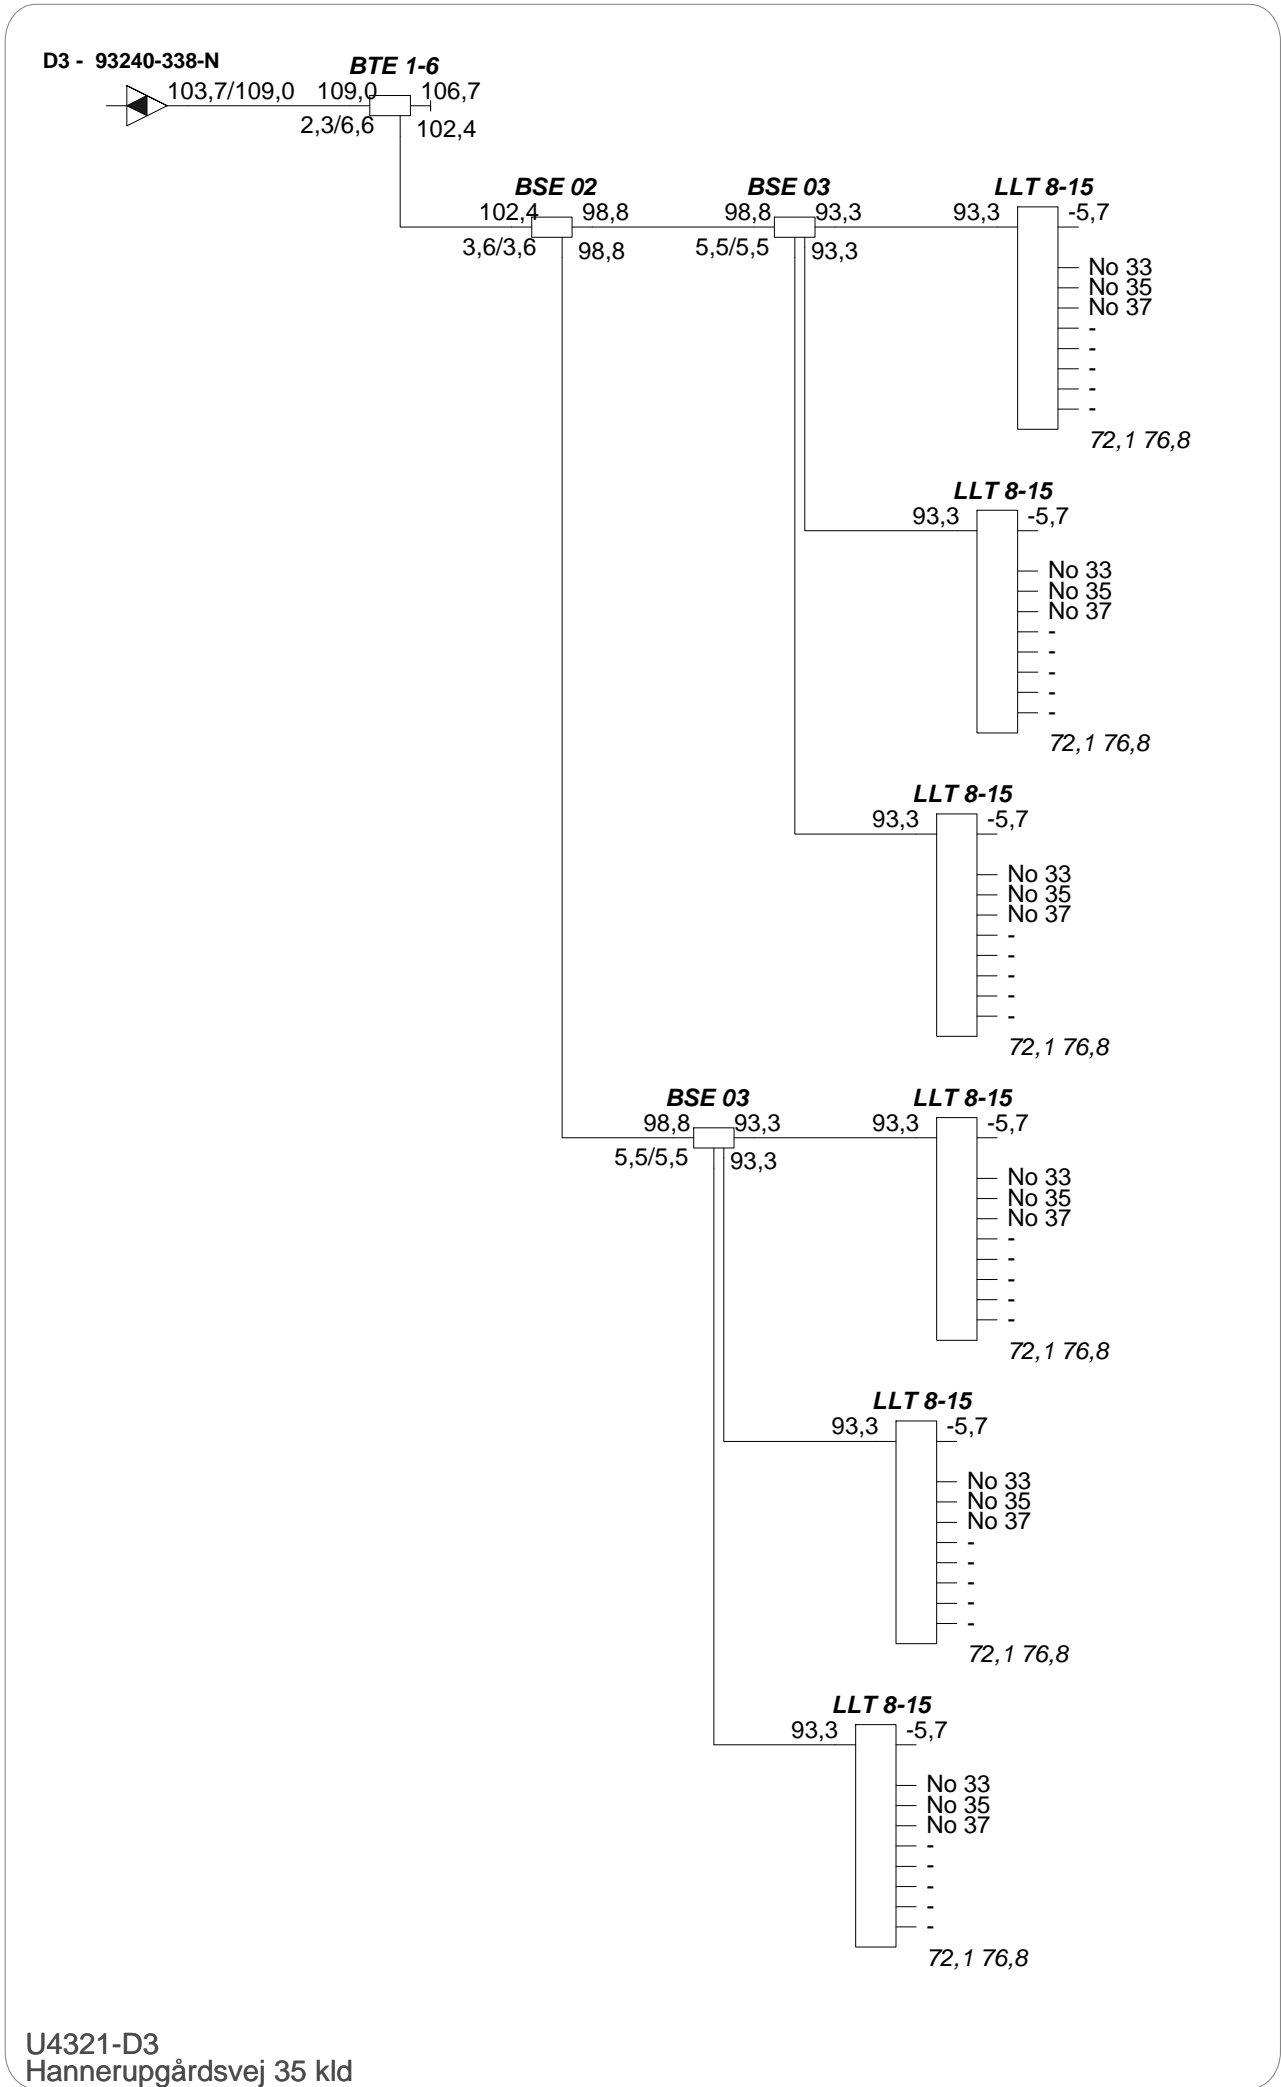 D3 - 93240-338-N
BTE 1-6
103,7/109,0 109,0 106,7
2,3/6,6 102,4
BSE 02 BSE 03 LLT 8-15
102,4 98,8 98,8 93,3 93,3 -5,7
3,6/3,6 98,8 5,5/5,5 93,3
No 33
No 35
No 37
-
-
-
-
-
72,1 76,8
LLT 8-15
93,3 -5,7
No 33
No 35
No 37
-
-
-
-
-
72,1 76,8
LLT 8-15
93,3 -5,7
No 33
No 35
No 37
-
-
-
-
-
72,1 76,8
BSE 03 LLT 8-15
98,8 93,3 93,3 -5,7
5,5/5,5 93,3
No 33
No 35
No 37
-
-
-
-
-
72,1 76,8
LLT 8-15
93,3 -5,7
No 33
No 35
No 37
-
-
-
-
-
72,1 76,8
LLT 8-15
93,3 -5,7
No 33
No 35
No 37
-
-
-
-
-
72,1 76,8
U4321-D3
Hannerupgårdsvej 35 kld